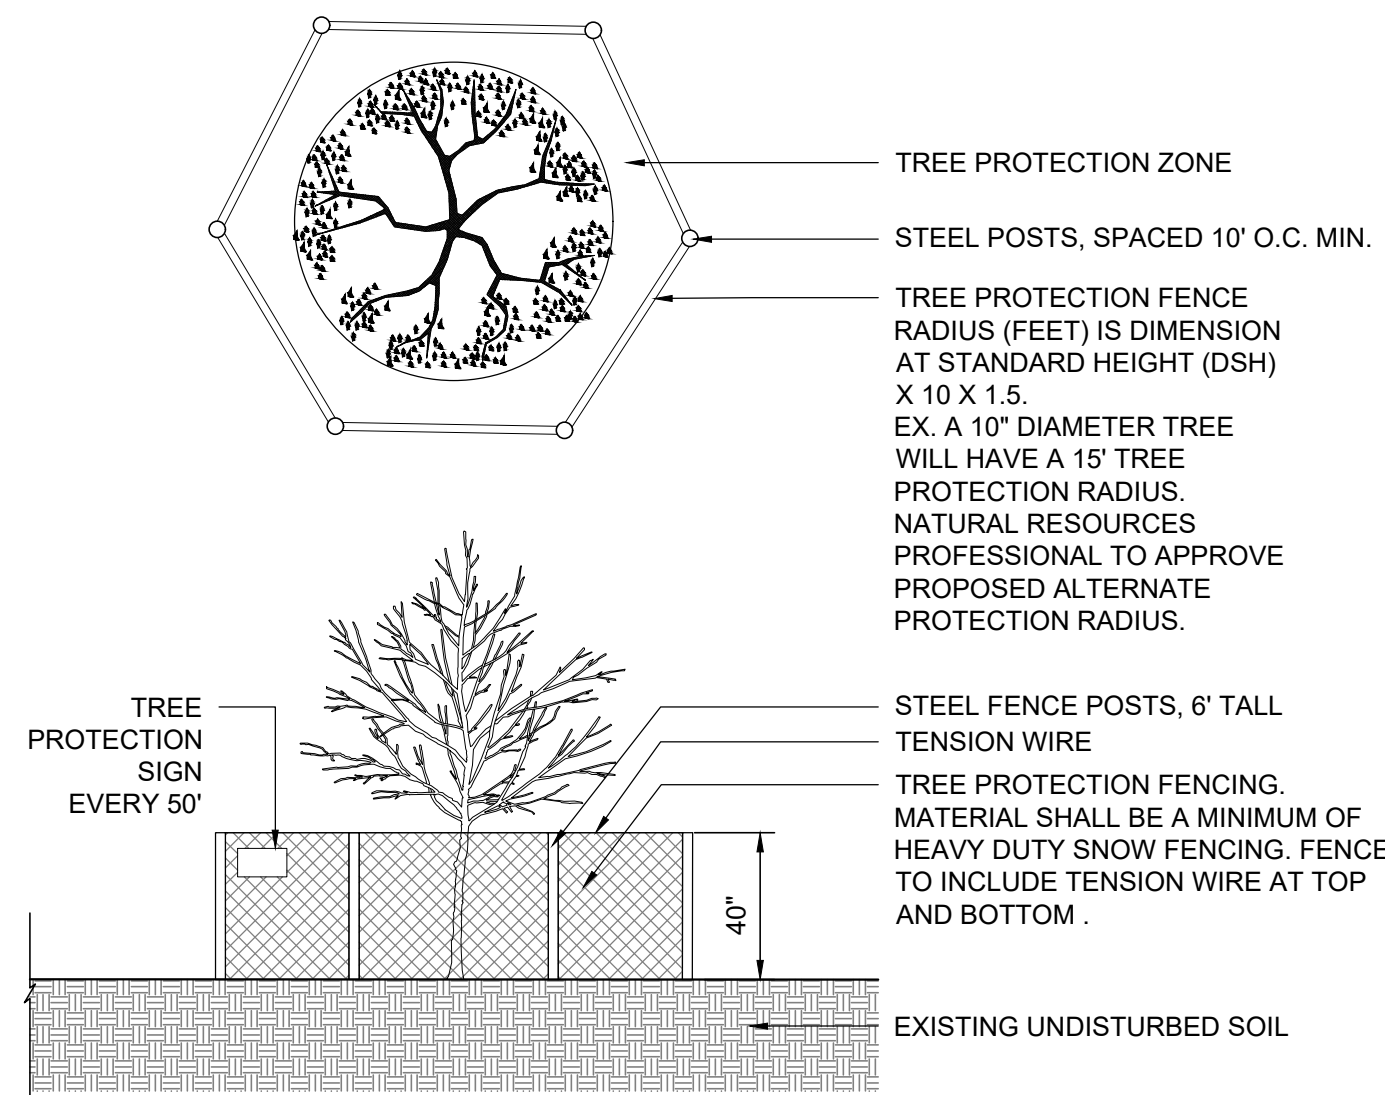 TREE PROTECTION ZONE
STEEL POSTS, SPACED 10' O.C. MIN.
TREE PROTECTION FENCE
RADIUS (FEET) IS DIMENSION
AT STANDARD HEIGHT (DSH)
X 10 X 1.5.
EX. A 10" DIAMETER TREE
WILL HAVE A 15' TREE
PROTECTION RADIUS.
NATURAL RESOURCES
PROFESSIONAL TO APPROVE
PROPOSED ALTERNATE
PROTECTION RADIUS.
TREE
PROTECTION
SIGN
EVERY 50'
STEEL FENCE POSTS, 6' TALL
TENSION WIRE
TREE PROTECTION FENCING.
MATERIAL SHALL BE A MINIMUM OF
HEAVY DUTY SNOW FENCING. FENCE
TO INCLUDE TENSION WIRE AT TOP
AND BOTTOM .
40"
EXISTING UNDISTURBED SOIL